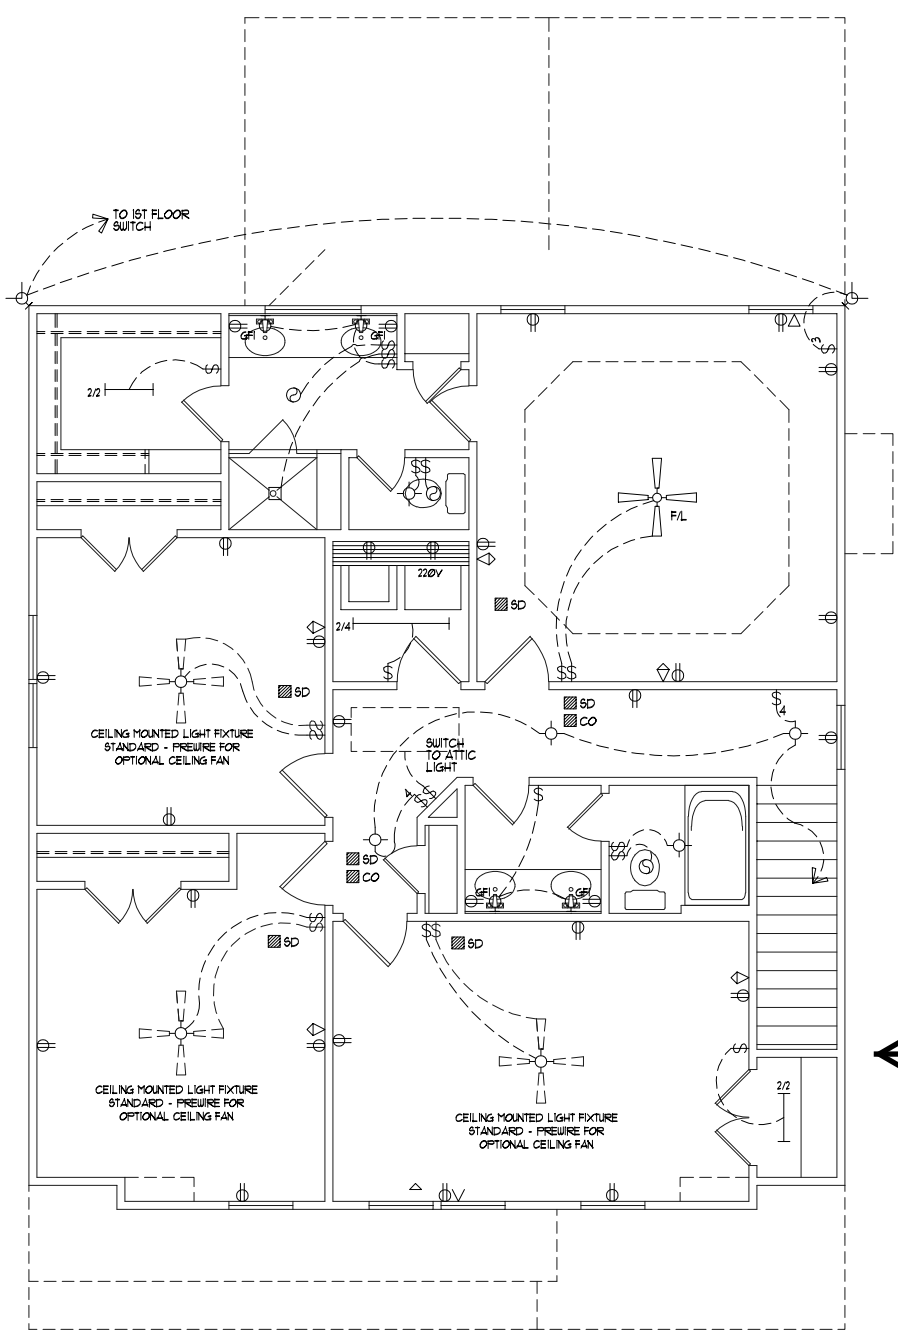 TO 1ST FLOOR
SWITCH
GFI
GFI
3
2/2
F/L
220V
SD
2/4
SD
SD
CO
4
CEILING MOUNTED LIGHT FIXTURE
STANDARD - PREWIRE FOR
OPTIONAL CEILING FAN
SWITCH
TO ATTIC
LIGHT
4
SD
CO
GFI
GFI
SD
SD
2/2
CEILING MOUNTED LIGHT FIXTURE
STANDARD - PREWIRE FOR
OPTIONAL CEILING FAN
CEILING MOUNTED LIGHT FIXTURE
STANDARD - PREWIRE FOR
OPTIONAL CEILING FAN